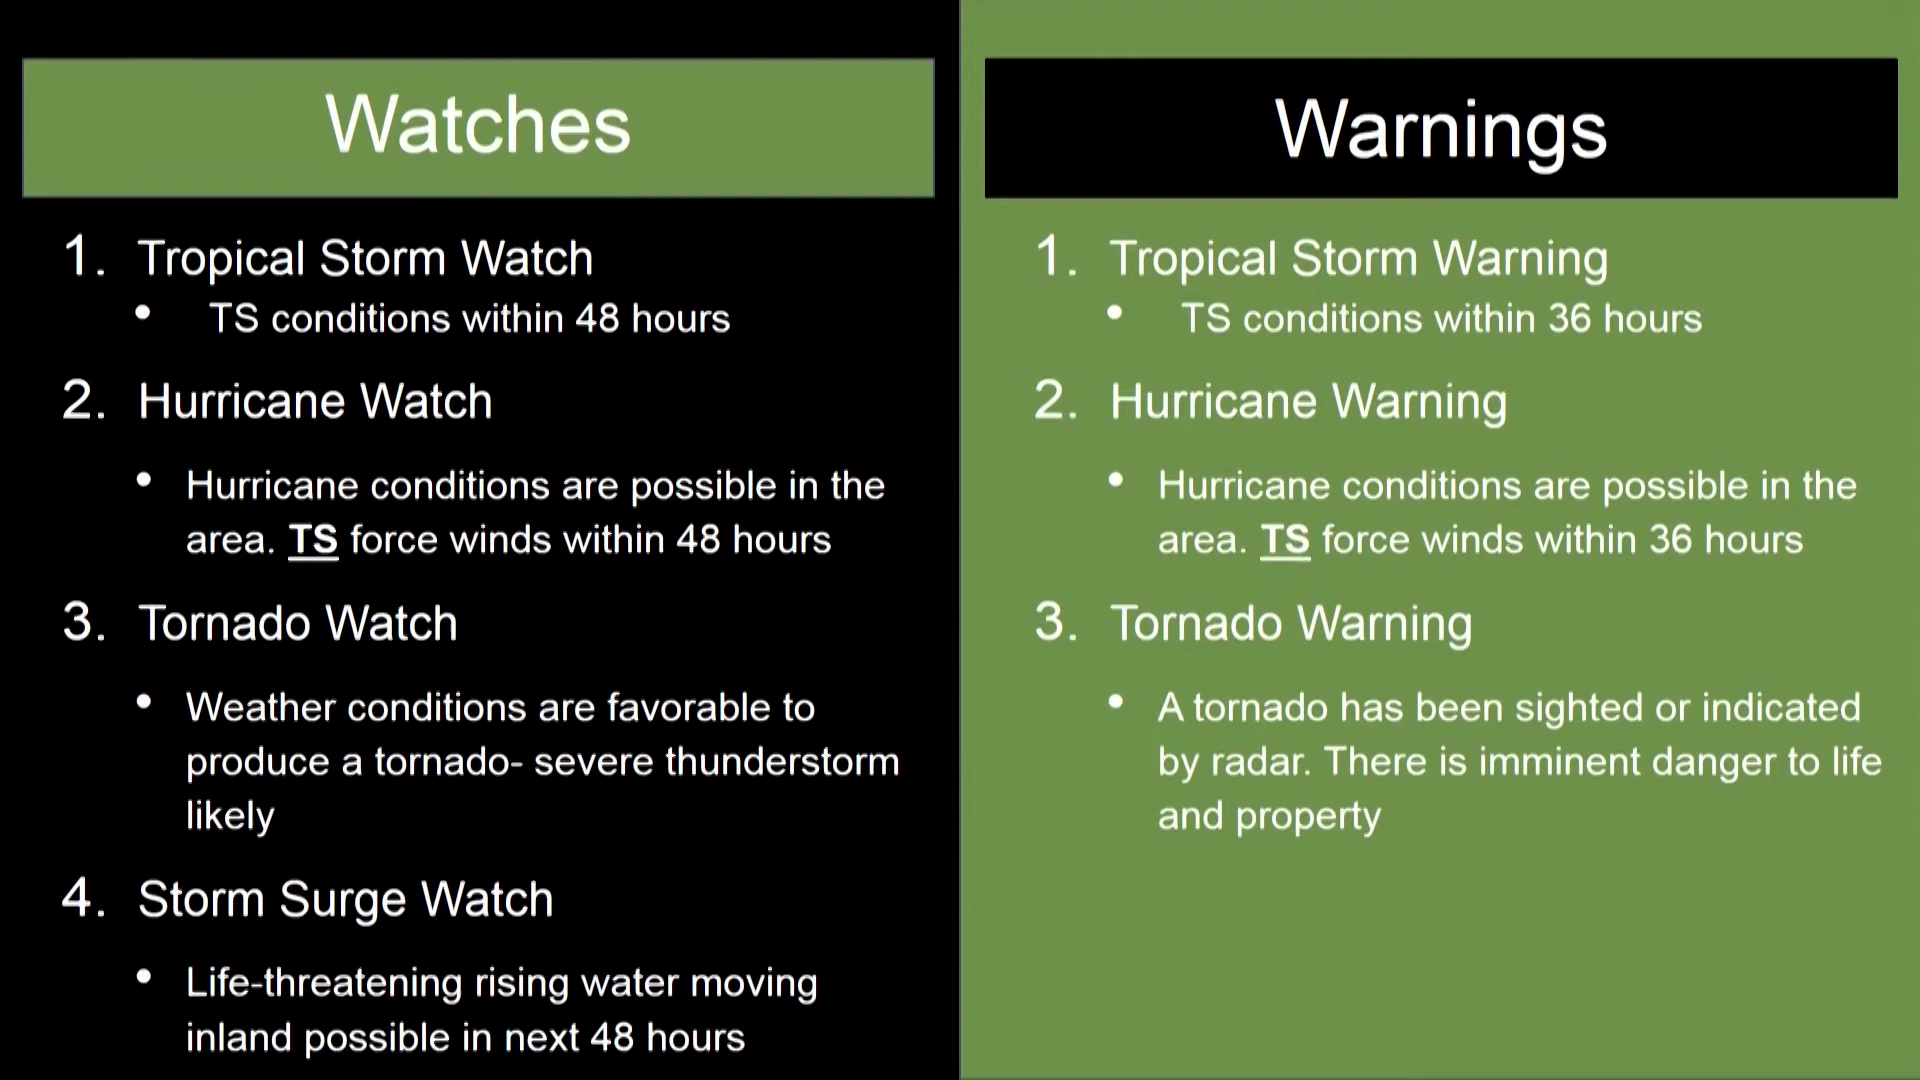 Watches
1. Tropical Storm Watch
• TS conditions within 48 hours
2. Hurricane Watch
• Hurricane conditions are possible in the
area. TS force winds within 48 hours
3. Tornado Watch
• Weather conditions are favorable to
produce a tornado- severe thunderstorm
likely
4. Storm Surge Watch
• Life-threatening rising water moving
inland possible in next 48 hours
Warnings
1. Tropical Storm Warning
• TS conditions within 36 hours
2. Hurricane Warning
• Hurricane conditions are possible in the
area. TS force winds within 36 hours
3. Tornado Warning
• A tornado has been sighted or indicated
by radar. There is imminent danger to life
and property